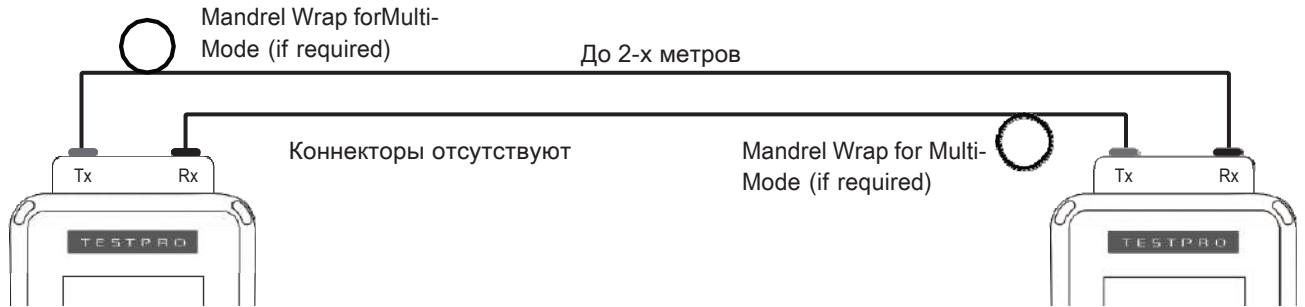 Mandrel Wrap forMulti-
Mode (if required)
До 2-х метров
Коннекторы отсутствуют
Mandrel Wrap for Multi-
Mode (if required)
Tx
Rx
Tx
Rx
TESTPRO
TESTPRO